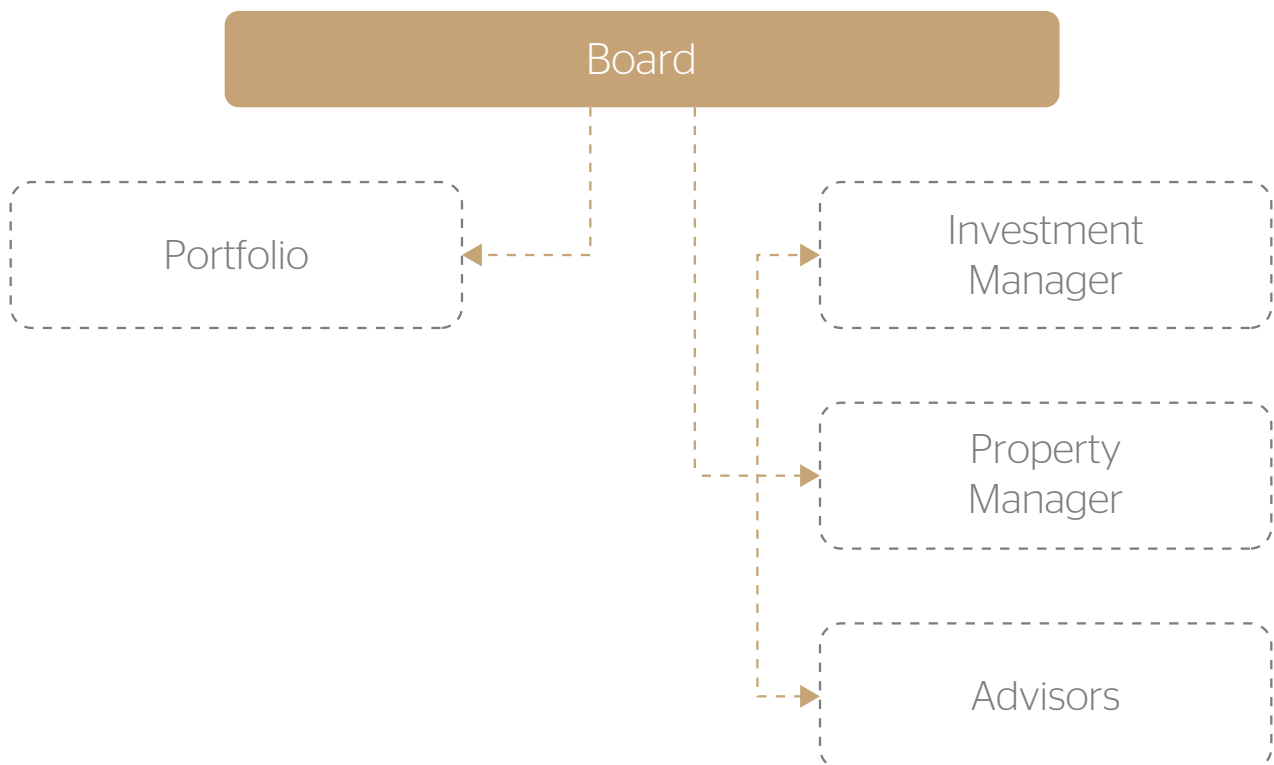 Board
Portfolio
Investment
Manager
Property
Manager
Advisors